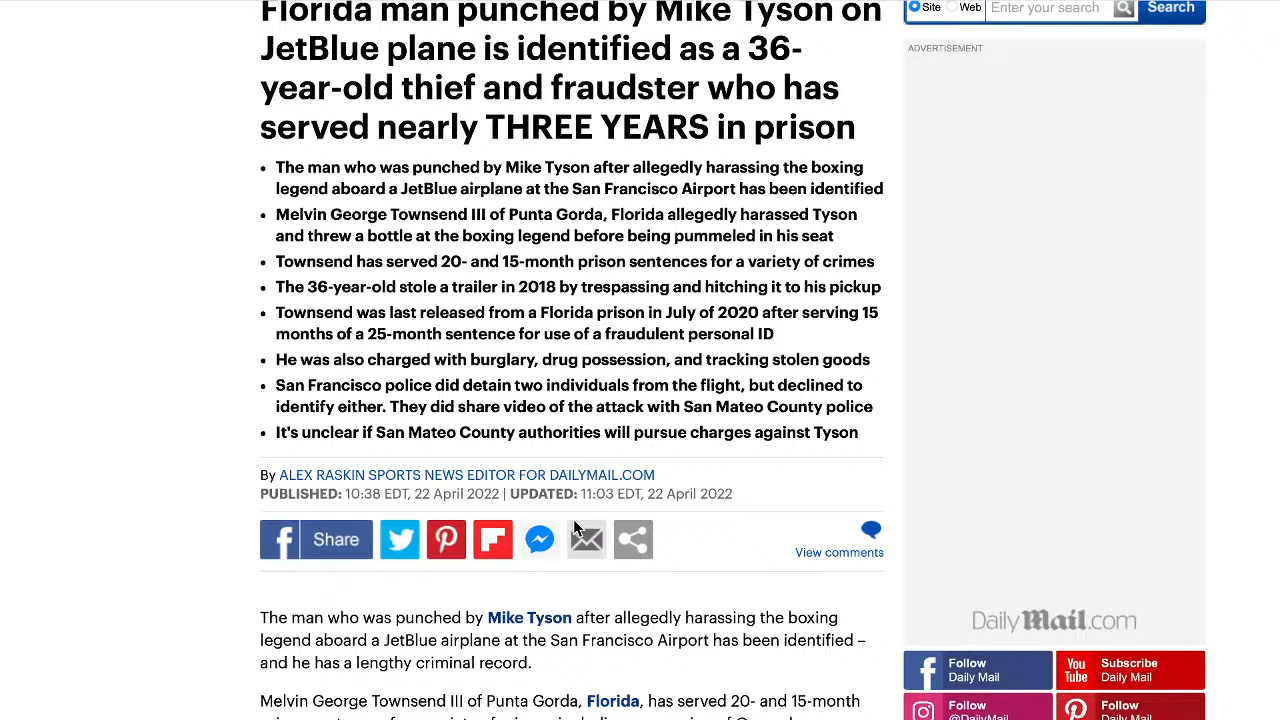 Florida man punched by Mike Tyson on
JetBlue plane is identified as a 36-
year-old thief and fraudster who has
served nearly THREE YEARS in prison
The man who was punched by Mike Tyson after allegedly harassing the boxing
legend aboard a JetBlue airplane at the San Francisco Airport has been identified
Melvin George Townsend III of Punta Gorda, Florida allegedly harassed Tyson
and threw a bottle at the boxing legend before being pummeled in his seat
Townsend has served 20- and 15-month prison sentences for a variety of crimes
The 36-year-old stole a trailer in 2018 by trespassing and hitching it to his pickup
Townsend was last released from a Florida prison in July of 2020 after serving 15
months of a 25-month sentence for use of a fraudulent personal ID
He was also charged with burglary, drug possession, and tracking stolen goods
San Francisco police did detain two individuals from the flight, but declined to
identify either. They did share video of the attack with San Mateo County police
It's unclear if San Mateo County authorities will pursue charges against Tyson
By ALEX RASKIN SPORTS NEWS EDITOR FOR DAILYMAIL.COM
PUBLISHED: 10:38 EDT, 22 April 2022 | UPDATED: 11:03 EDT, 22 April 2022
Share
View comments
The man who was punched by Mike Tyson after allegedly harassing the boxing
legend aboard a JetBlue airplane at the San Francisco Airport has been identified –
and he has a lengthy criminal record.
Melvin George Townsend III of Punta Gorda, Florida, has served 20- and 15-month
Site Web Enter your search Search
ADVERTISEMENT
Daily Mail.com
Follow
Daily Mail
You Tube
Subscribe
Daily Mail
Follow
@DailyMail
Follow
Daily Mail